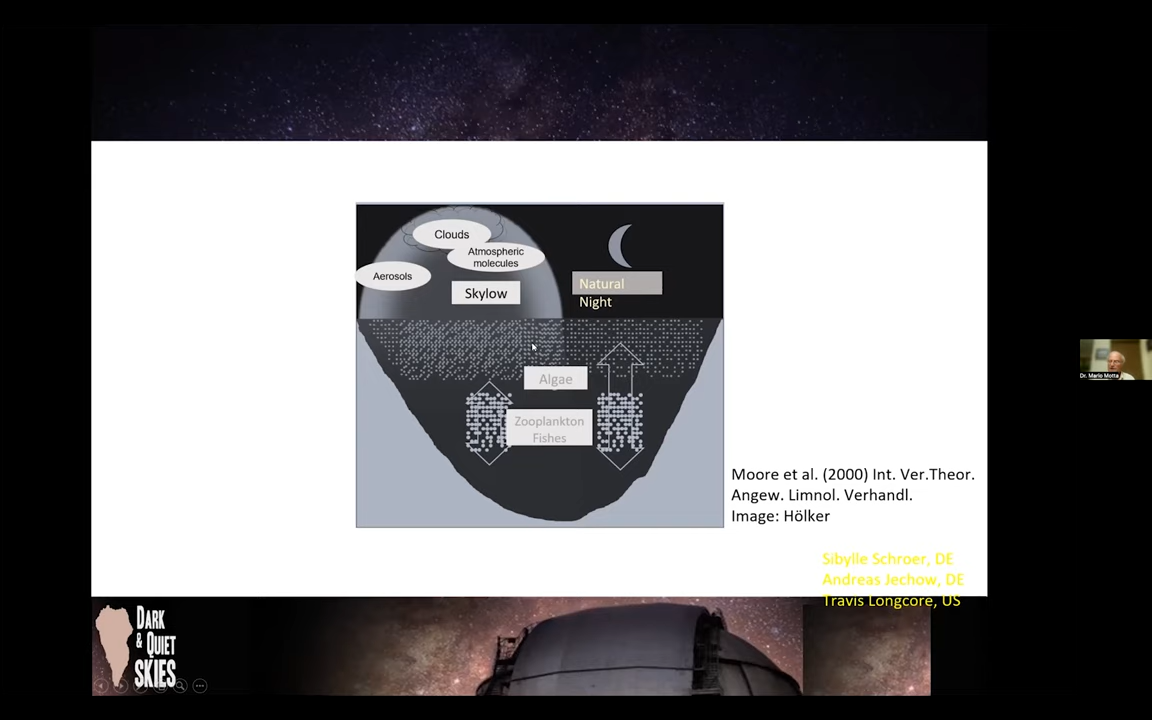 Clouds
Atmospheric
molecules
Aerosols
Skylow
Natural
Night
Algae
Zooplankton
Fishes
Moore et al. (2000) Int. Ver.Theor.
Angew. Limnol. Verhandl.
Image: Hölker
Sibylle Schroer, DE
Andreas Jechow, DE
Travis Longcore, US
DARK
& QUIET
SKIES
Dr. Mario Motta